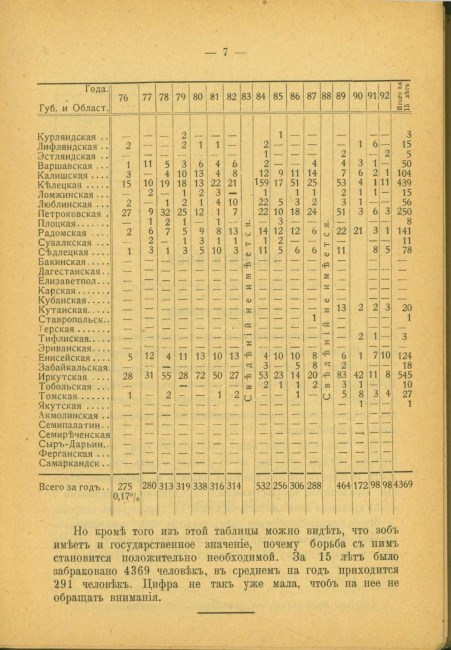 — 7 —
Года. 76 77 78 79 80 81 82 83 84 85 86 87 88 89 90 91 92 Итого за 15 лѣтъ
Губ. и Област.
Курляндская .. — — — 2 — — — — 1 — — — — — — 3
Лифляндская .. 2 — — 2 1 1 — 2 — — — — 1 6 — 15
Эстляндская .. — — — — — — — 1 — — — 2 — — 2 5
Варшавская ... 1 11 5 3 6 4 6 2 — — 4 4 3 1 — 50
Калишская .... 3 — 4 10 13 4 8 12 9 11 14 7 6 2 1 104
Кѣлецкая .... 15 10 19 18 13 22 21 159 17 51 25 53 4 1 11 439
Ломжинская ... — 2 — 1 2 3 — 1 — 1 1 2 1 1 — 15
Люблинская ... 2 — 1 2 1 4 10 22 5 3 2 3 1 — — 56
Петроковская . 27 9 32 25 12 1 7 22 10 18 24 51 3 6 3 250
Плоцкая...... — 1 2 1 — — — — 3 — — — — — — 8
Радомская .... 2 6 7 5 9 8 13 14 12 12 6 22 21 3 1 141
Сувалкская ... — 2 — 1 3 1 1 1 2 — — — — — — 11
Сѣдлецкая .... 1 3 1 3 5 10 3 11 5 6 6 11 8 5 78
Бакинская ....
Дагестанская...
Елизаветпол...
Карская ......
Кубанская ....
Кутаиская..... 13 2 2 3 20
Ставропольск.. 1 1
Терская ......
Тифлиская.... 2 1 — 3
Эриванская ...
Енисейская ... 5 12 4 11 13 10 13 4 10 10 8 6 1 7 10 124
Забайкальская. 3 — 5 8 2 18
Иркутская .... 28 31 55 28 72 50 27 53 23 14 20 83 42 11 8 545
Тобольская ... 2 1 1 2 3 1 — — 10
Томская...... 1 — 2 — — 1 2 — — 1 — 5 8 3 4 27
Якутская ..... 1 1
Акмолинская ..
Семипалатин..
Семирѣченская
Сыръ-Дарьин..
Ферганская ...
Самаркандск ..
Свѣдѣній не имѣется.
Свѣдѣній не имѣется.
Всего за годъ.. 275 280 313 319 338 316 314 532 256 306 288 464 172 98 98 4369
0,17%
Но кромѣ того изъ этой таблицы можно видѣть, что зобъ
имѣетъ и государственное значеніе, почему борьба съ нимъ
становится положительно необходимой. За 15 лѣтъ было
забраковано 4369 человѣкъ, въ среднемъ на годъ приходится
291 человѣкъ. Цифра не такъ уже мала, чтобъ на нее не
обращать вниманія.